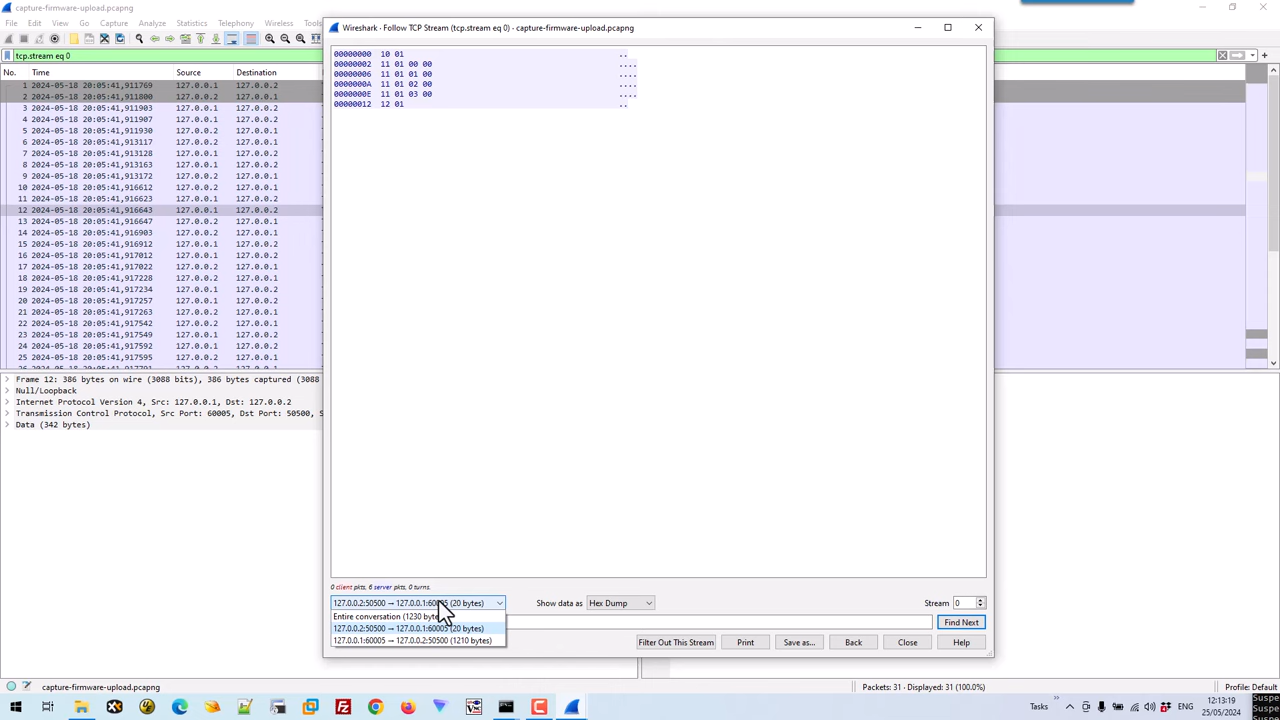 capture-firmware-upload.pcapng
File Edit View Go Capture Analyze Statistics Telephony Wireless
tcp.stream eq 0
No. Time Source Destination
1 2024-05-18 20:05:41,911769 127.0.0.1 127.0.0.2
2 2024-05-18 20:05:41,911800 127.0.0.2 127.0.0.1
3 2024-05-18 20:05:41,911903 127.0.0.1 127.0.0.2
4 2024-05-18 20:05:41,911907 127.0.0.1 127.0.0.2
5 2024-05-18 20:05:41,911930 127.0.0.2 127.0.0.1
6 2024-05-18 20:05:41,913117 127.0.0.2 127.0.0.1
7 2024-05-18 20:05:41,913128 127.0.0.1 127.0.0.2
8 2024-05-18 20:05:41,913163 127.0.0.1 127.0.0.2
9 2024-05-18 20:05:41,913172 127.0.0.2 127.0.0.1
10 2024-05-18 20:05:41,916612 127.0.0.2 127.0.0.1
11 2024-05-18 20:05:41,916623 127.0.0.1 127.0.0.2
12 2024-05-18 20:05:41,916643 127.0.0.1 127.0.0.2
13 2024-05-18 20:05:41,916647 127.0.0.2 127.0.0.1
14 2024-05-18 20:05:41,916903 127.0.0.2 127.0.0.1
15 2024-05-18 20:05:41,916912 127.0.0.1 127.0.0.2
16 2024-05-18 20:05:41,917012 127.0.0.1 127.0.0.2
17 2024-05-18 20:05:41,917022 127.0.0.2 127.0.0.1
18 2024-05-18 20:05:41,917228 127.0.0.2 127.0.0.1
19 2024-05-18 20:05:41,917234 127.0.0.1 127.0.0.2
20 2024-05-18 20:05:41,917257 127.0.0.1 127.0.0.2
21 2024-05-18 20:05:41,917263 127.0.0.2 127.0.0.1
22 2024-05-18 20:05:41,917542 127.0.0.2 127.0.0.1
23 2024-05-18 20:05:41,917549 127.0.0.1 127.0.0.2
24 2024-05-18 20:05:41,917592 127.0.0.1 127.0.0.2
25 2024-05-18 20:05:41,917595 127.0.0.2 127.0.0.1
Frame 12: 386 bytes on wire (3088 bits), 386 bytes captured (3088
Null/Loopback
Internet Protocol Version 4, Src: 127.0.0.1, Dst: 127.0.0.2
Transmission Control Protocol, Src Port: 60005, Dst Port: 50500, S
Data (342 bytes)
Wireshark · Follow TCP Stream (tcp.stream eq 0) · capture-firmware-upload.pcapng
00000000 10 01 ..
00000002 11 01 00 00 ....
00000006 11 01 01 00 ....
0000000A 11 01 02 00 ....
0000000E 11 01 03 00 ....
00000012 12 01 ..
0 client pkts, 6 server pkts, 0 turns.
127.0.0.2:50500 → 127.0.0.1:60005 (20 bytes) Show data as Hex Dump Stream 0
Entire conversation (1230 bytes)
Find Next
127.0.0.2:50500 → 127.0.0.1:60005 (20 bytes)
127.0.0.1:60005 → 127.0.0.2:50500 (1210 bytes)
Filter Out This Stream Print Save as... Back Close Help
capture-firmware-upload.pcapng Packets: 31 · Displayed: 31 (100.0%) Profile: Default
Tasks ENG 12:13:19
25/05/2024
Suspe
Suspe